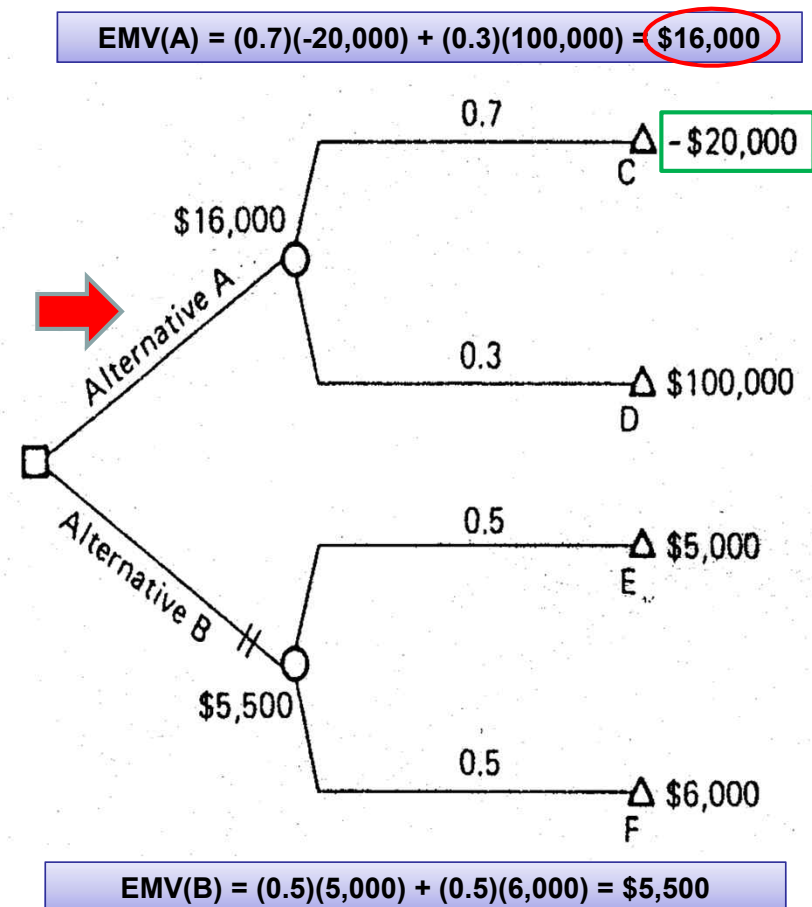 EMV(A) = (0.7)(-20,000) + (0.3)(100,000) = $16,000
0.7
-$20,000
C
$16,000
Alternative A
0.3
$100,000
D
Alternative B
0.5
$5,000
E
$5,500
0.5
$6,000
F
EMV(B) = (0.5)(5,000) + (0.5)(6,000) = $5,500